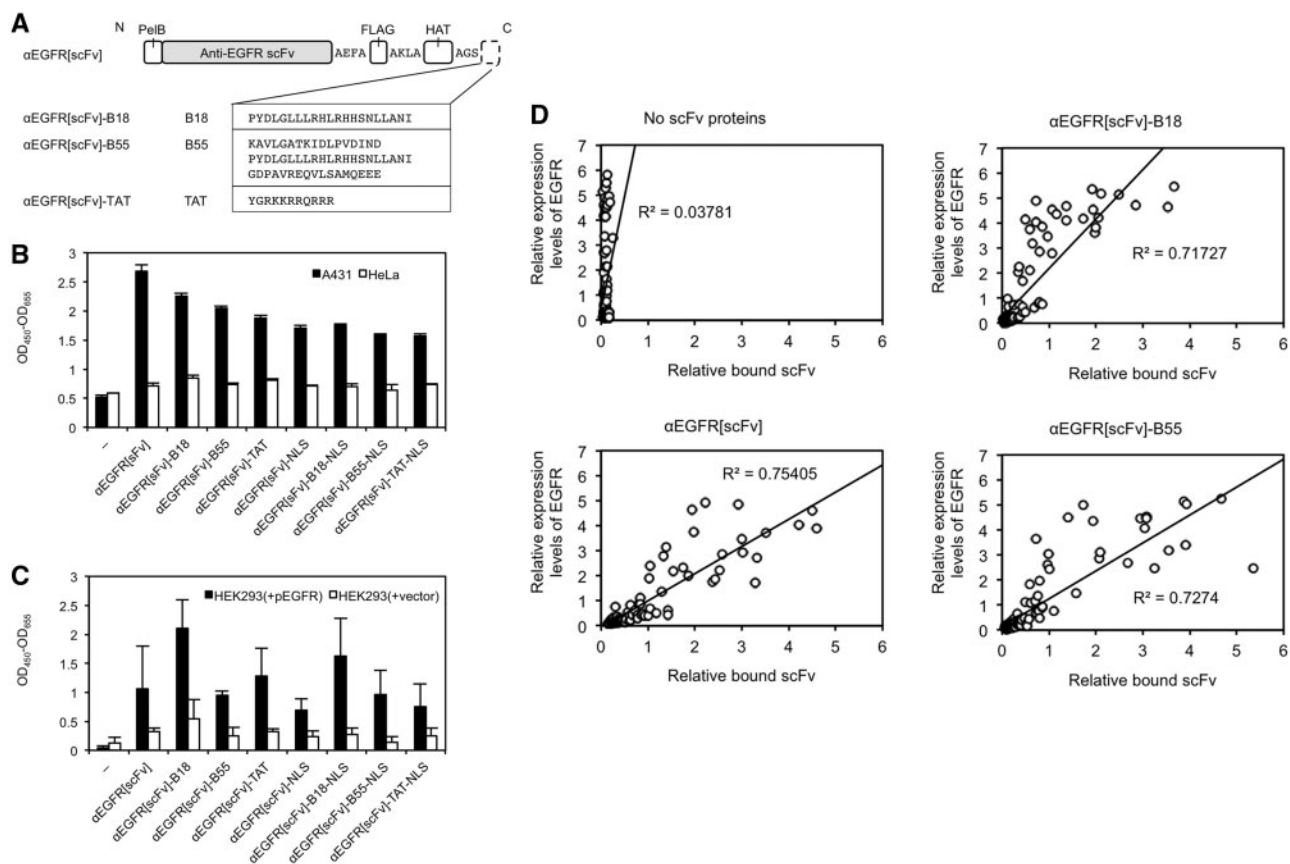 A
N
PelB
FLAG
HAT
C
αEGFR[scFv]
Anti-EGFR scFv
AEFA
AKLA
AGS
αEGFR[scFv]-B18
B18
PYDLGLLLRHLRHHSNLLANI
αEGFR[scFv]-B55
B55
KAVLGATKIDLPVDIND
PYDLGLLLRHLRHHSNLLANI
GDPAVREQVLSAMQEEE
αEGFR[scFv]-TAT
TAT
YGRKKRRQRRR
B
OD450-OD655
3
2.5
2
1.5
1
0.5
0
A431
HeLa
–
αEGFR[sFv]
αEGFR[sFv]-B18
αEGFR[sFv]-B55
αEGFR[sFv]-TAT
αEGFR[sFv]-NLS
αEGFR[sFv]-B18-NLS
αEGFR[sFv]-B55-NLS
αEGFR[sFv]-TAT-NLS
C
OD450-OD655
3
2.5
2
1.5
1
0.5
0
HEK293(+pEGFR)
HEK293(+vector)
–
αEGFR[scFv]
αEGFR[scFv]-B18
αEGFR[scFv]-B55
αEGFR[scFv]-TAT
αEGFR[scFv]-NLS
αEGFR[scFv]-B18-NLS
αEGFR[scFv]-B55-NLS
αEGFR[scFv]-TAT-NLS
D
No scFv proteins
Relative expression
levels of EGFR
7
6
5
4
3
2
1
0
R² = 0.03781
0 1 2 3 4 5 6
Relative bound scFv
αEGFR[scFv]-B18
Relative expression
levels of EGFR
7
6
5
4
3
2
1
0
R² = 0.71727
0 1 2 3 4 5 6
Relative bound scFv
αEGFR[scFv]
Relative expression
levels of EGFR
7
6
5
4
3
2
1
0
R² = 0.75405
0 1 2 3 4 5 6
Relative bound scFv
αEGFR[scFv]-B55
Relative expression
levels of EGFR
7
6
5
4
3
2
1
0
R² = 0.7274
0 1 2 3 4 5 6
Relative bound scFv